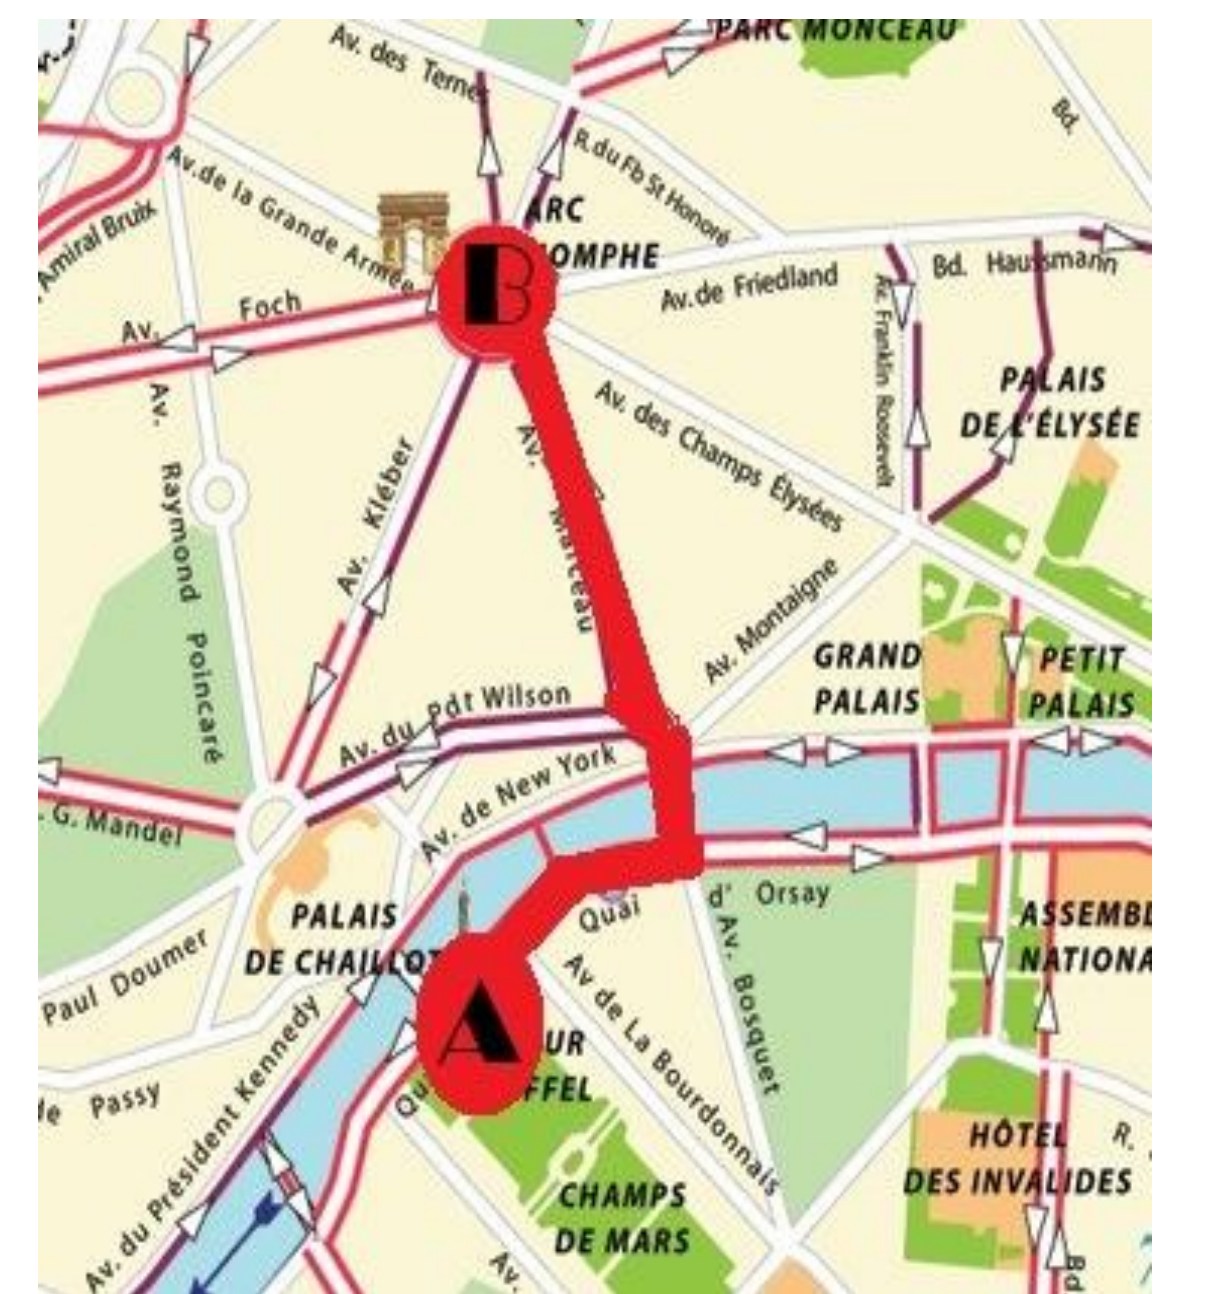 PARC MONCEAU
Av. des Ternes
Bd.
R.du Fb St Honoré
Av.de la Grande Armée
Amiral Bruix
ARC
OMPHE
B
Bd. Haussmann
Av.de Friedland
Av. Foch
Av. Franklin Roosevelt
PALAIS
DE L'ÉLYSÉE
Av. des Champs Élysées
Av. Raymond Poincaré
Av. Kléber
Av. Marceau
Av. Montaigne
GRAND
PALAIS
PETIT
PALAIS
Av. du Pdt Wilson
Av. de New York
G. Mandel
d' Orsay
Quai
PALAIS
DE CHAILLOT
ASSEMB
NATIONA
Paul Doumer
Av. Bosquet
Av de La Bourdonnais
A
UR
FFEL
Qu
Passy
Av. du Président Kennedy
HÔTEL
DES INVALIDES
R.
CHAMPS
DE MARS
Av.
Bd